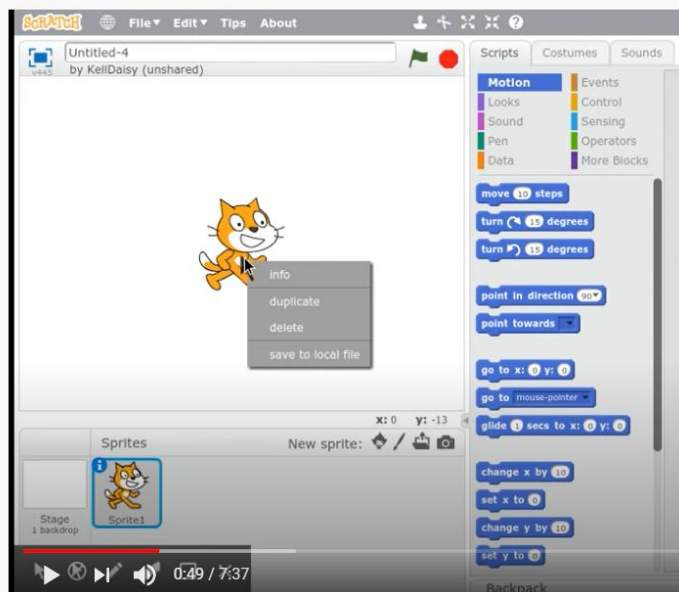 SCRATCH File Edit Tips About
Untitled-4
v445 by KellDaisy (unshared)
Scripts Costumes Sounds
Motion Events
Looks Control
Sound Sensing
Pen Operators
Data More Blocks
move 10 steps
turn 15 degrees
turn 15 degrees
point in direction 90
point towards
go to x: 0 y: 0
go to mouse-pointer
glide 1 secs to x: 0 y: 0
change x by 10
set x to 0
change y by 10
set y to 0
info
duplicate
delete
save to local file
x: 0 y: -13
Sprites New sprite:
Stage
1 backdrop
Sprite1
0:49 / 7:37
Backpack